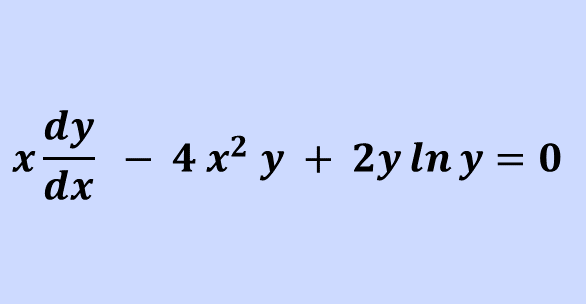 x dy/dx − 4 x² y + 2y ln y = 0